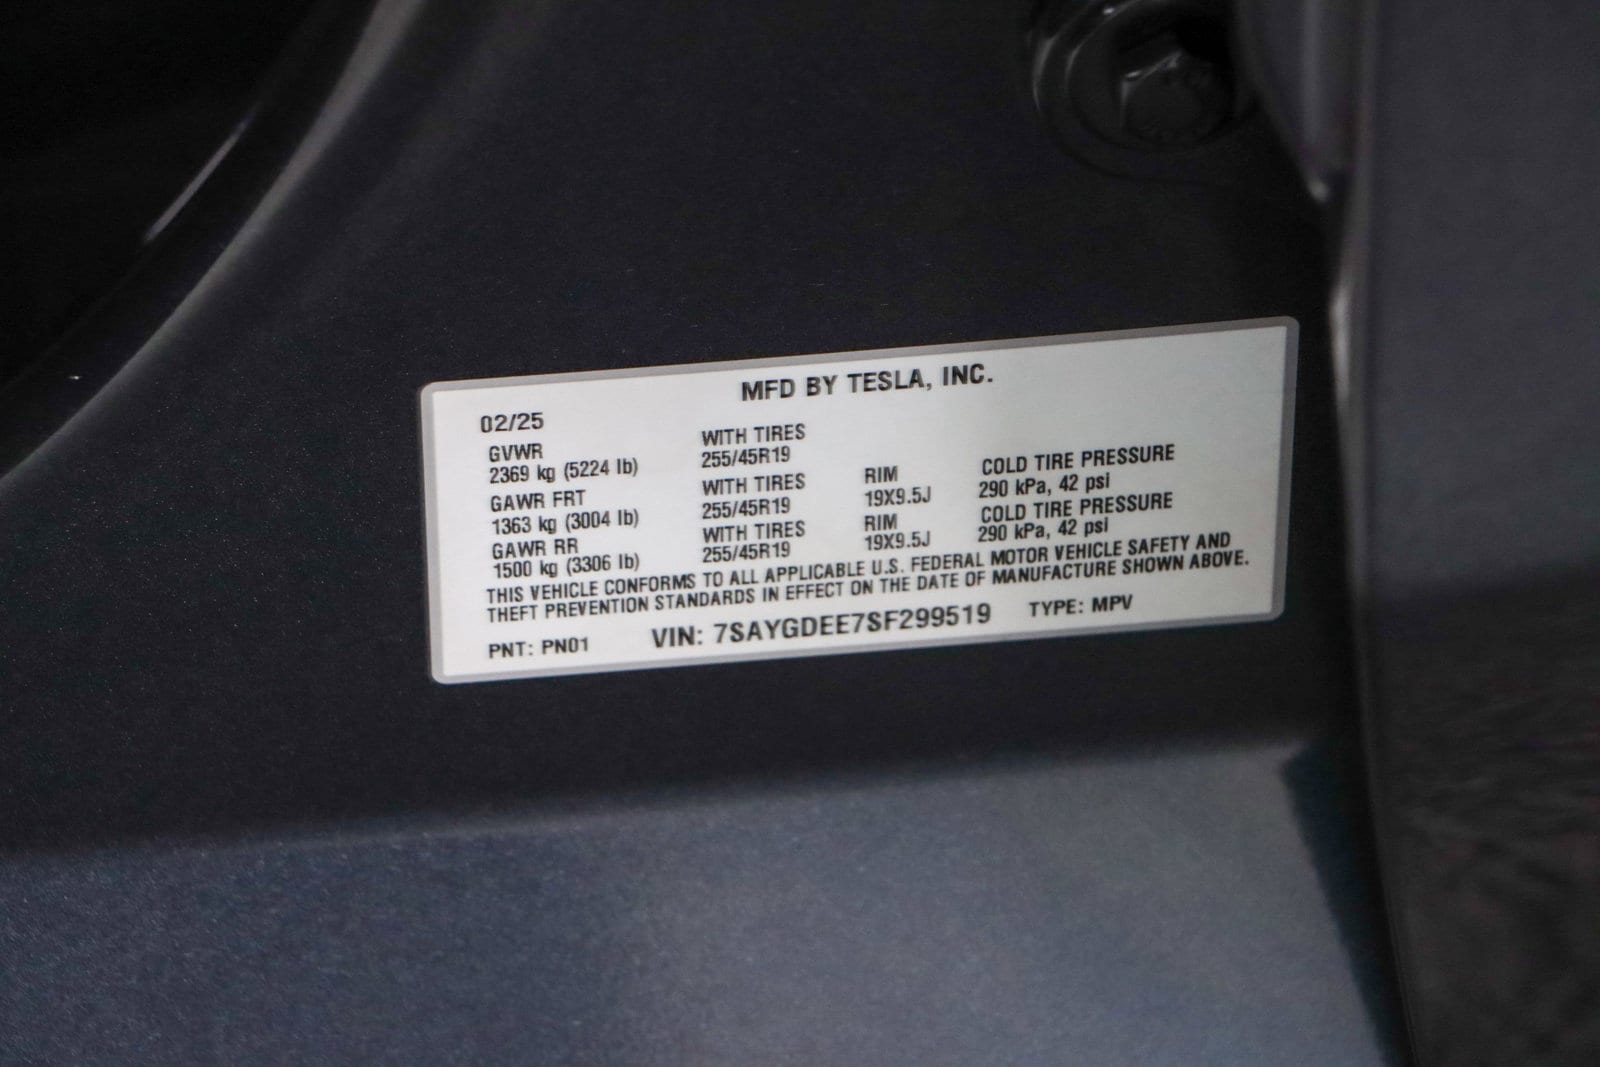 MFD BY TESLA, INC.
02/25
GVWR WITH TIRES
2369 kg (5224 lb) 255/45R19
GAWR FRT WITH TIRES RIM COLD TIRE PRESSURE
1363 kg (3004 lb) 255/45R19 19X9.5J 290 kPa, 42 psi
GAWR RR WITH TIRES RIM COLD TIRE PRESSURE
1500 kg (3306 lb) 255/45R19 19X9.5J 290 kPa, 42 psi
THIS VEHICLE CONFORMS TO ALL APPLICABLE U.S. FEDERAL MOTOR VEHICLE SAFETY AND
THEFT PREVENTION STANDARDS IN EFFECT ON THE DATE OF MANUFACTURE SHOWN ABOVE.
PNT: PN01 VIN: 7SAYGDEE7SF299519 TYPE: MPV